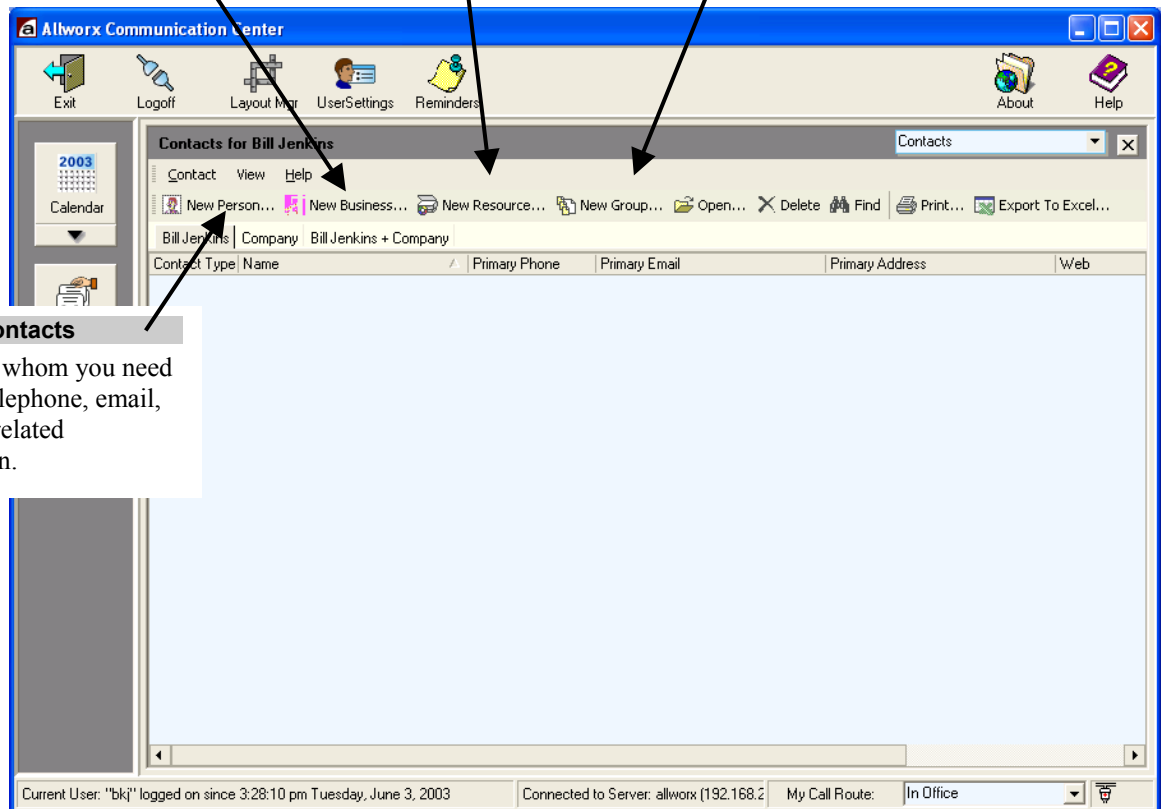 Allworx Communication Center
Exit Logoff Layout Mgr UserSettings Reminders About Help
Contacts for Bill Jenkins Contacts
2003
Calendar
Contact View Help
New Person... New Business... New Resource... New Group... Open... Delete Find Print... Export To Excel...
Bill Jenkins Company Bill Jenkins + Company
Contact Type Name Primary Phone Primary Email Primary Address Web
ontacts
whom you need
lephone, email,
elated
n.
Current User: "bkj" logged on since 3:28:10 pm Tuesday, June 3, 2003 Connected to Server: allworx (192.168.2 My Call Route: In Office